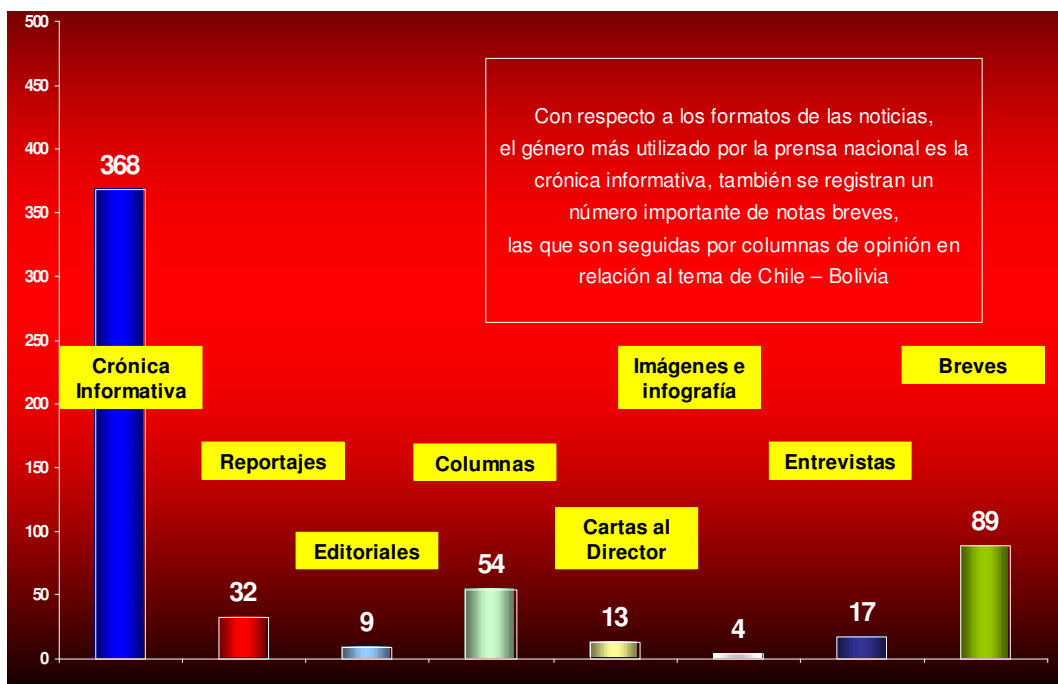 500
450
400
350
300
250
200
150
100
50
0
Con respecto a los formatos de las noticias,
el género más utilizado por la prensa nacional es la
crónica informativa, también se registran un
número importante de notas breves,
las que son seguidas por columnas de opinión en
relación al tema de Chile – Bolivia
368
Crónica
Informativa
32
Reportajes
9
Editoriales
54
Columnas
13
Cartas al
Director
4
Imágenes e
infografía
17
Entrevistas
89
Breves